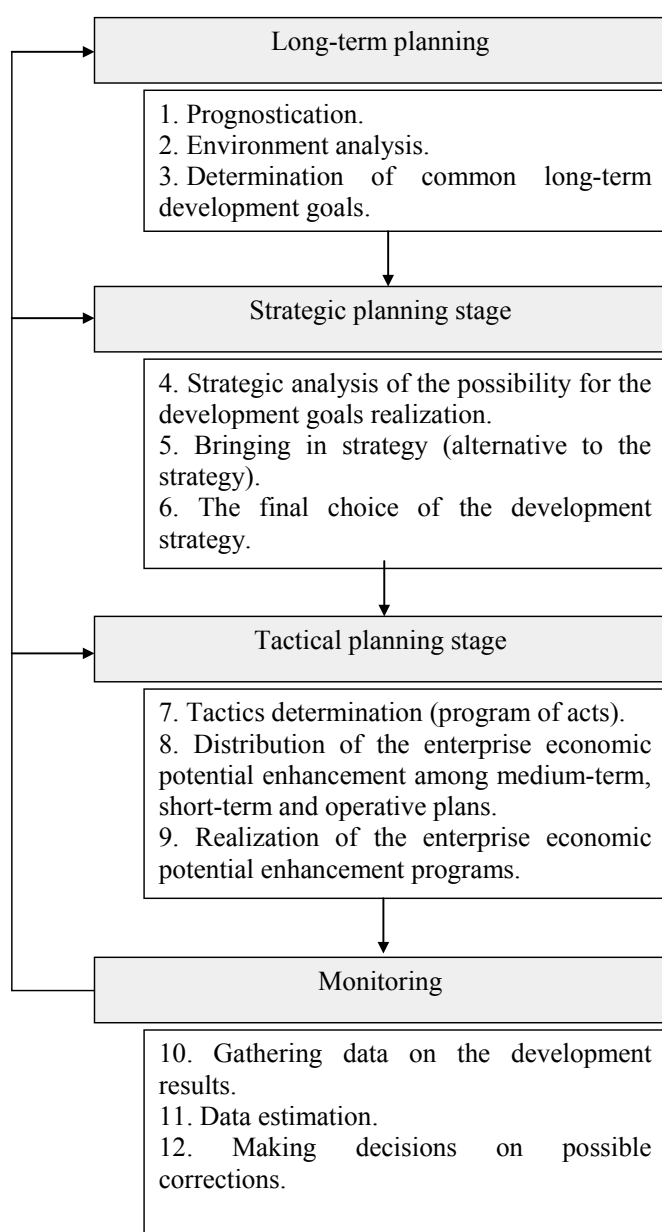 Long-term planning
1. Prognostication.
2. Environment analysis.
3. Determination of common long-term
development goals.
Strategic planning stage
4. Strategic analysis of the possibility for the
development goals realization.
5. Bringing in strategy (alternative to the
strategy).
6. The final choice of the development
strategy.
Tactical planning stage
7. Tactics determination (program of acts).
8. Distribution of the enterprise economic
potential enhancement among medium-term,
short-term and operative plans.
9. Realization of the enterprise economic
potential enhancement programs.
Monitoring
10. Gathering data on the development
results.
11. Data estimation.
12. Making decisions on possible
corrections.